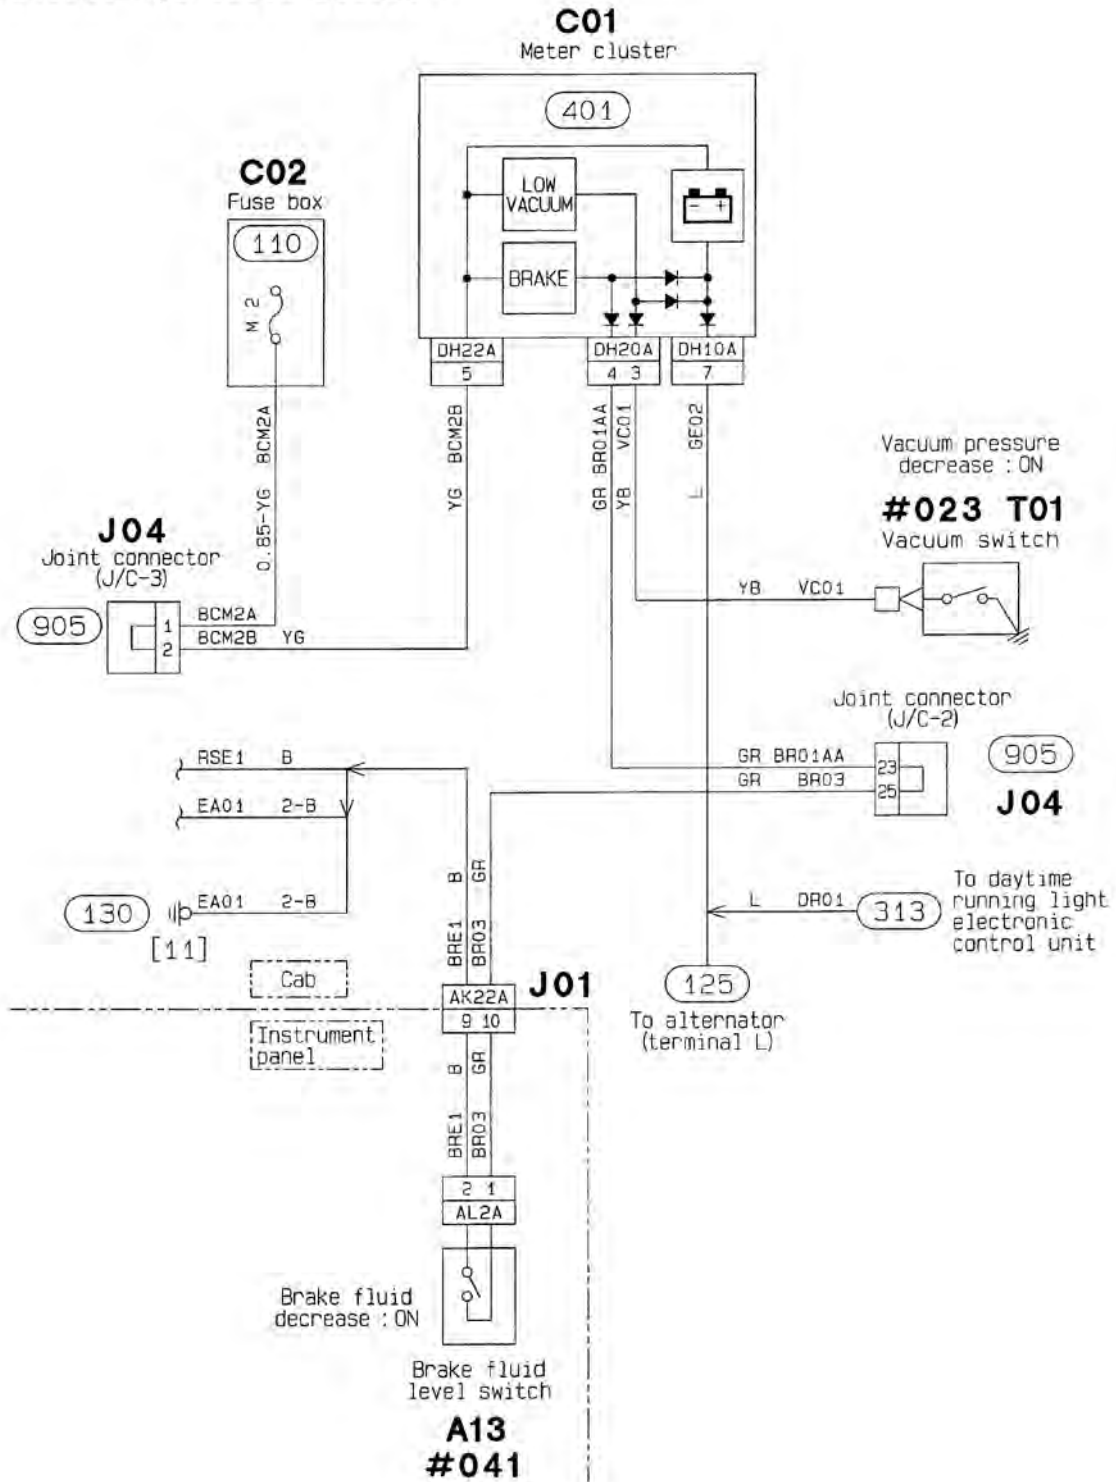 C01
Meter cluster
401
C02
Fuse box
110
M 2
LOW
VACUUM
- +
BRAKE
DH22A
5
DH20A
4 3
DH10A
7
0.85-YG BCM2A
YG BCM2B
GR BR01AA
YB VC01
L GE02
Vacuum pressure
decrease : ON
#023 T01
Vacuum switch
J04
Joint connector
(J/C-3)
905
1
2
BCM2A
BCM2B YG
YB VC01
Joint connector
(J/C-2)
905
J04
23
25
GR BR01AA
GR BR03
RSE1 B
EA01 2-B
EA01 2-B
130
[11]
BRE1 B
BR03 GR
L DR01
313
To daytime
running light
electronic
control unit
125
To alternator
(terminal L)
Cab
Instrument
panel
J01
AK22A
9 10
BRE1 B
BR03 GR
2 1
AL2A
Brake fluid
decrease : ON
Brake fluid
level switch
A13
#041